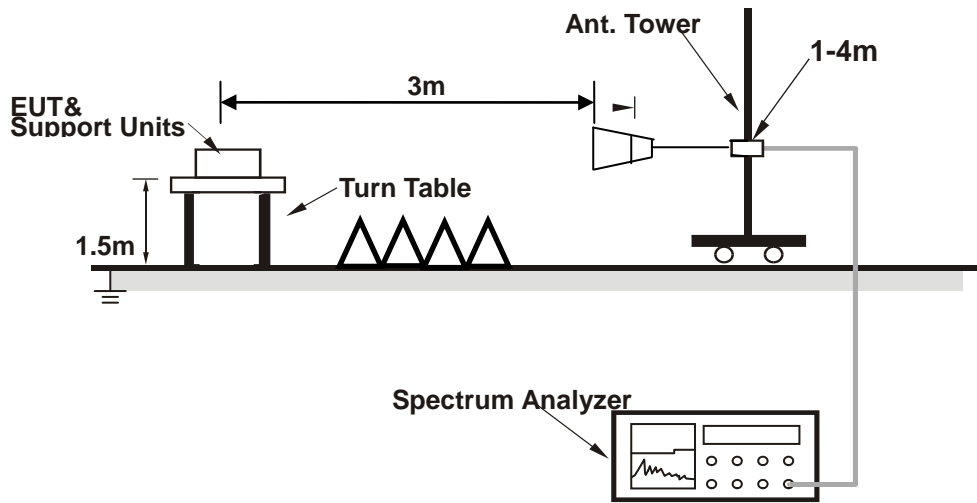 Ant. Tower
1-4m
3m
EUT&
Support Units
Turn Table
1.5m
Spectrum Analyzer